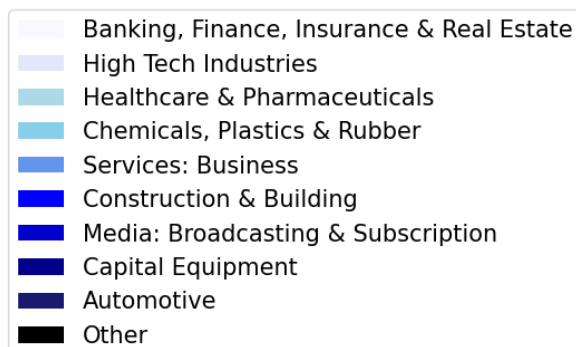 Banking, Finance, Insurance & Real Estate
High Tech Industries
Healthcare & Pharmaceuticals
Chemicals, Plastics & Rubber
Services: Business
Construction & Building
Media: Broadcasting & Subscription
Capital Equipment
Automotive
Other